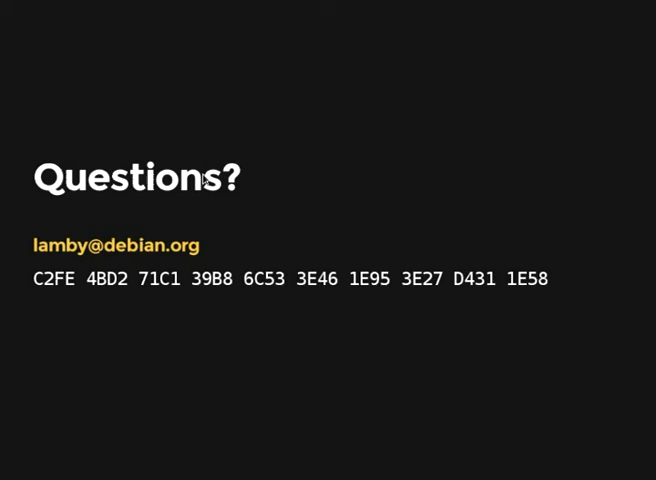 Questions?
lamby@debian.org
C2FE 4BD2 71C1 39B8 6C53 3E46 1E95 3E27 D431 1E58